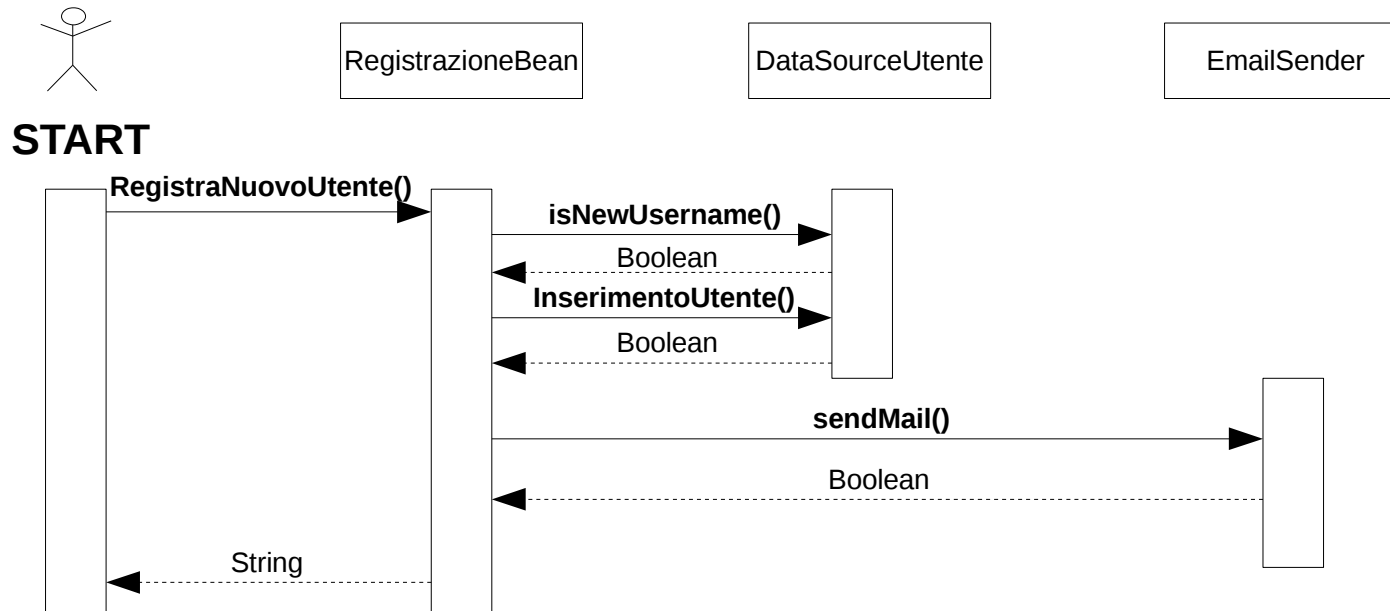 RegistrazioneBean
DataSourceUtente
EmailSender
START
RegistraNuovoUtente()
isNewUsername()
Boolean
InserimentoUtente()
Boolean
sendMail()
Boolean
String